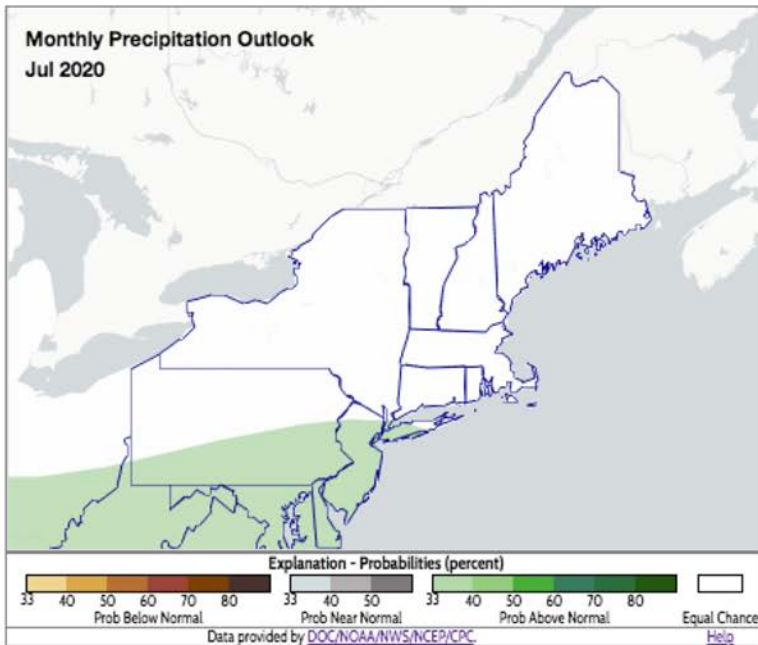 Monthly Precipitation Outlook
Jul 2020
Explanation - Probabilities (percent)
33 40 50 60 70 80 33 40 50 33 40 50 60 70 80
Prob Below Normal Prob Near Normal Prob Above Normal Equal Chance
Data provided by DOC/NOAA/NWS/NCEP/CPC. Help